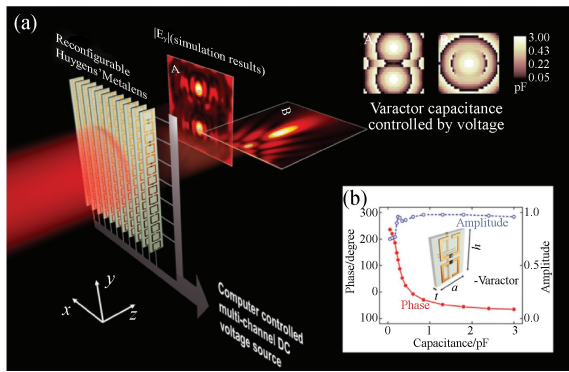 (a)
Reconfigurable
Huygens'Metalens
|Ey|(simulation results)
A
B
A
B
3.00
0.43
0.22
0.05
pF
Varactor capacitance
controlled by voltage
y
x
z
Computer controlled
multi-channel DC
voltage source
(b)
300
200
100
0
100
Phase/degree
Amplitude
Phase
h
a
t
-Varactor
1.0
0.5
0.0
Amplitude
0
1
2
3
Capacitance/pF